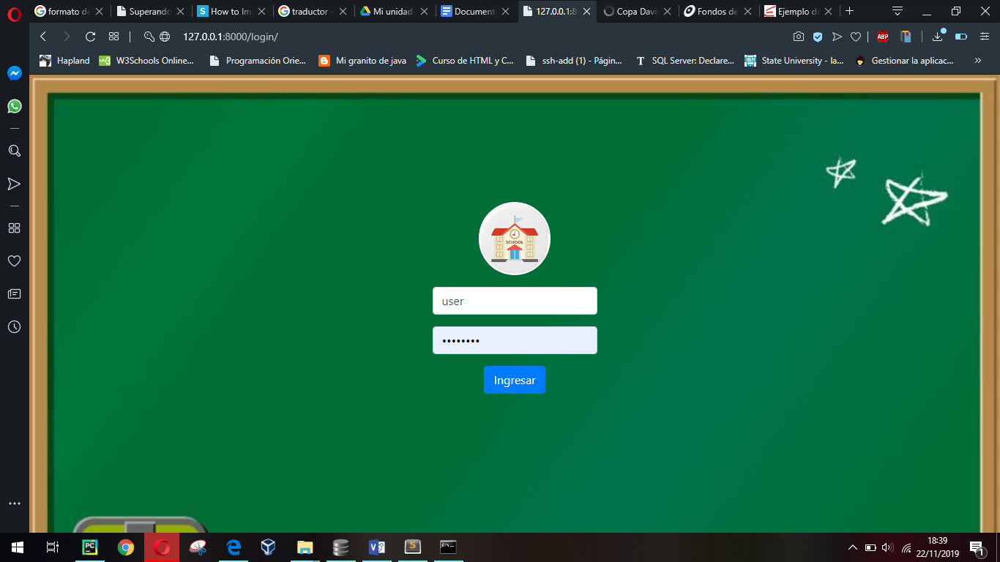 formato de
Superando
How to Im
traductor -
Mi unidad
Document
127.0.0.1:8
Copa Davi
Fondos de
Ejemplo de
127.0.0.1:8000/login/
ABP
Hapland
W3Schools Online...
Programación Orie...
Mi granito de java
Curso de HTML y C...
ssh-add (1) - Págin...
SQL Server: Declare...
State University - la...
Gestionar la aplicac...
»
SCHOOL
user
••••••••
Ingresar
18:39
22/11/2019
1